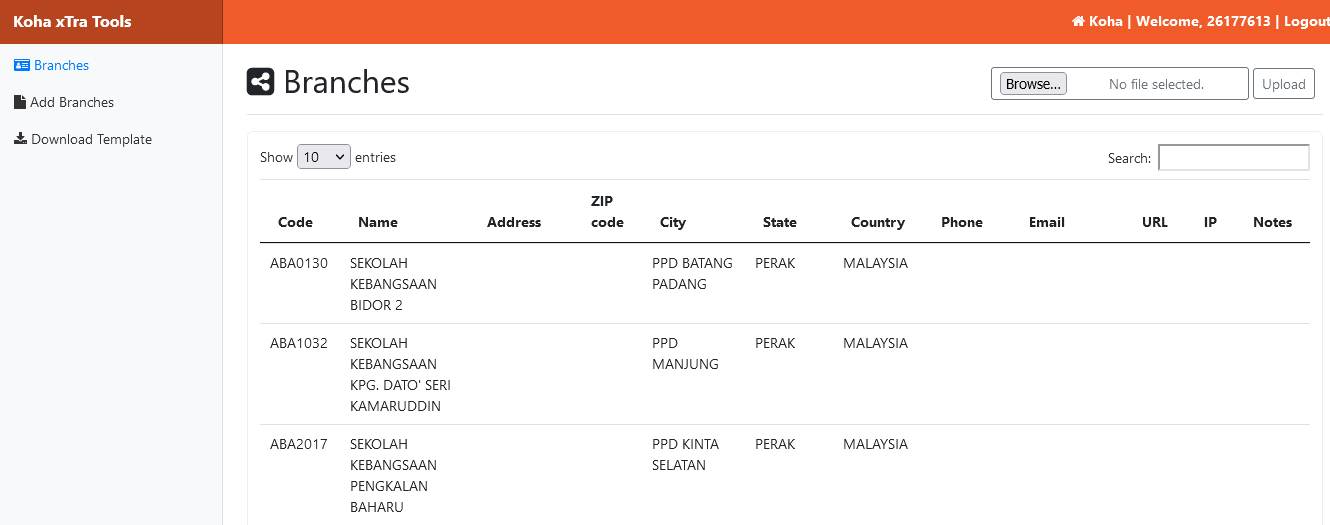 Koha xTra Tools
Koha | Welcome, 26177613 | Logout
Branches
Add Branches
Download Template
Branches
Browse... No file selected. Upload
Show 10 entries
Search:
Code Name Address ZIP code City State Country Phone Email URL IP Notes
ABA0130 SEKOLAH KEBANGSAAN BIDOR 2 PPD BATANG PADANG PERAK MALAYSIA
ABA1032 SEKOLAH KEBANGSAAN KPG. DATO' SERI KAMARUDDIN PPD MANJUNG PERAK MALAYSIA
ABA2017 SEKOLAH KEBANGSAAN PENGKALAN BAHARU PPD KINTA SELATAN PERAK MALAYSIA